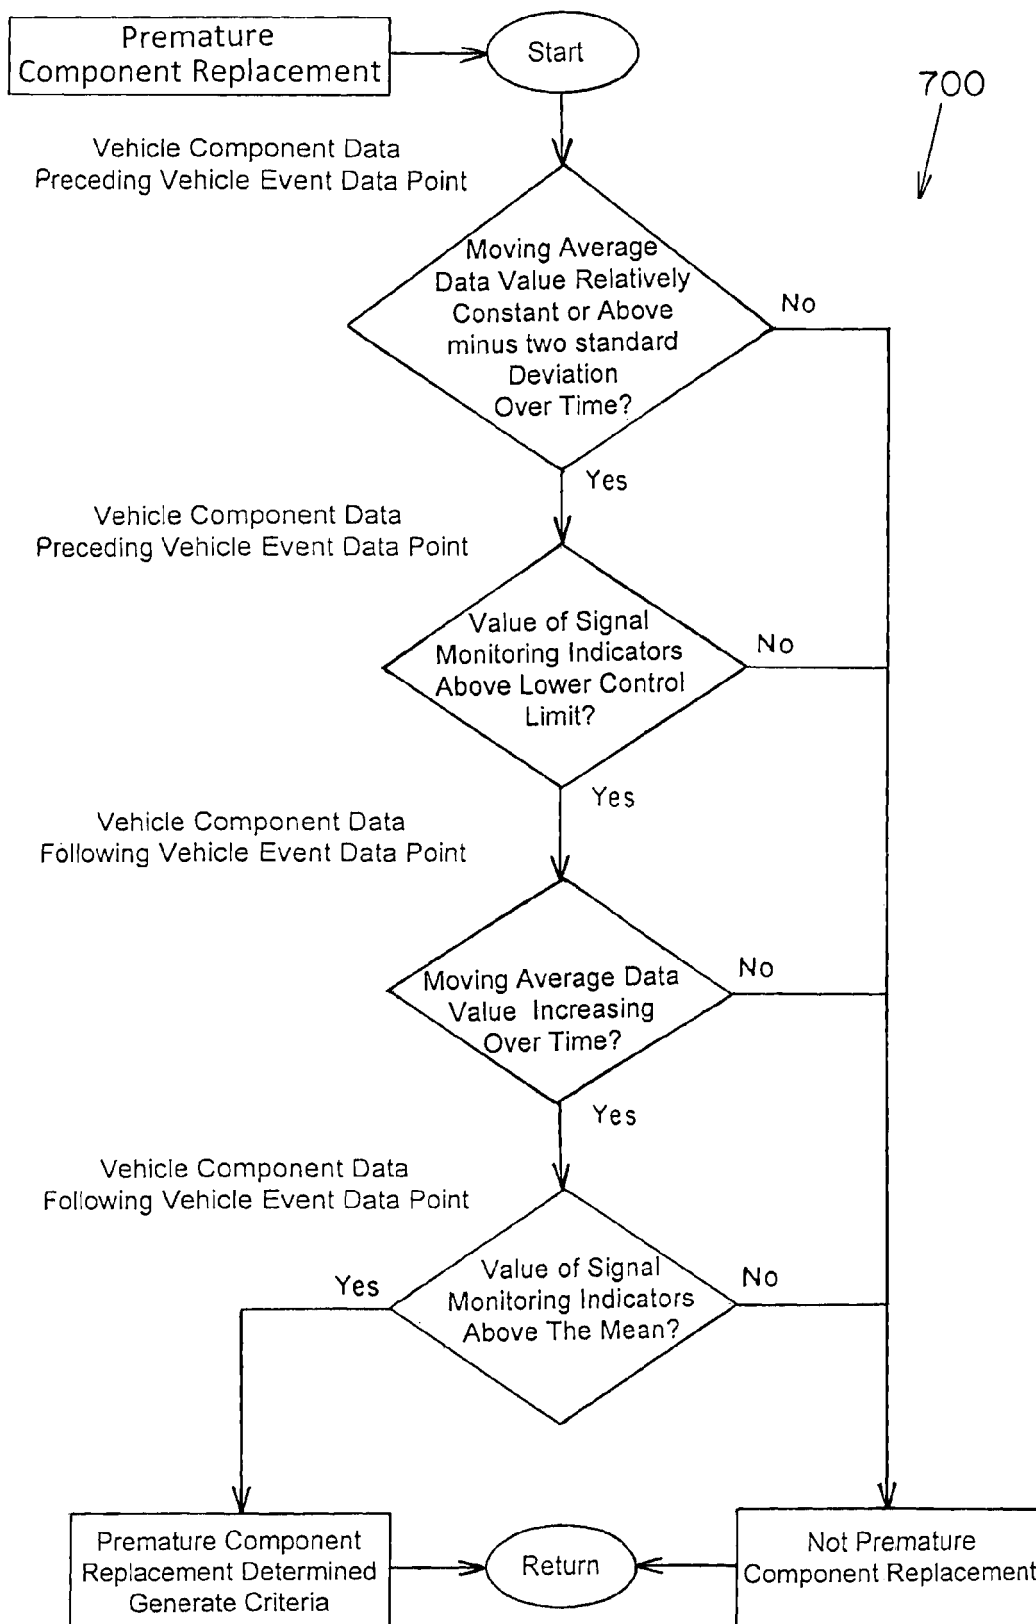 Premature
Component Replacement
Start
700
Vehicle Component Data
Preceding Vehicle Event Data Point
Moving Average
Data Value Relatively
Constant or Above
minus two standard
Deviation
Over Time?
No
Yes
Vehicle Component Data
Preceding Vehicle Event Data Point
Value of Signal
Monitoring Indicators
Above Lower Control
Limit?
No
Yes
Vehicle Component Data
Following Vehicle Event Data Point
Moving Average Data
Value Increasing
Over Time?
No
Yes
Vehicle Component Data
Following Vehicle Event Data Point
Value of Signal
Monitoring Indicators
Above The Mean?
Yes
No
Premature Component
Replacement Determined
Generate Criteria
Return
Not Premature
Component Replacement